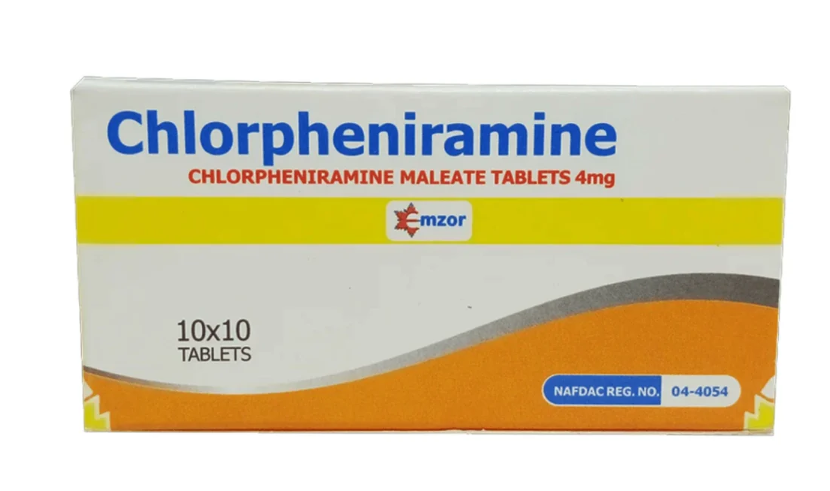 Chlorpheniramine
CHLORPHENIRAMINE MALEATE TABLETS 4mg
emzor
10x10
TABLETS
NAFDAC REG. NO. 04-4054